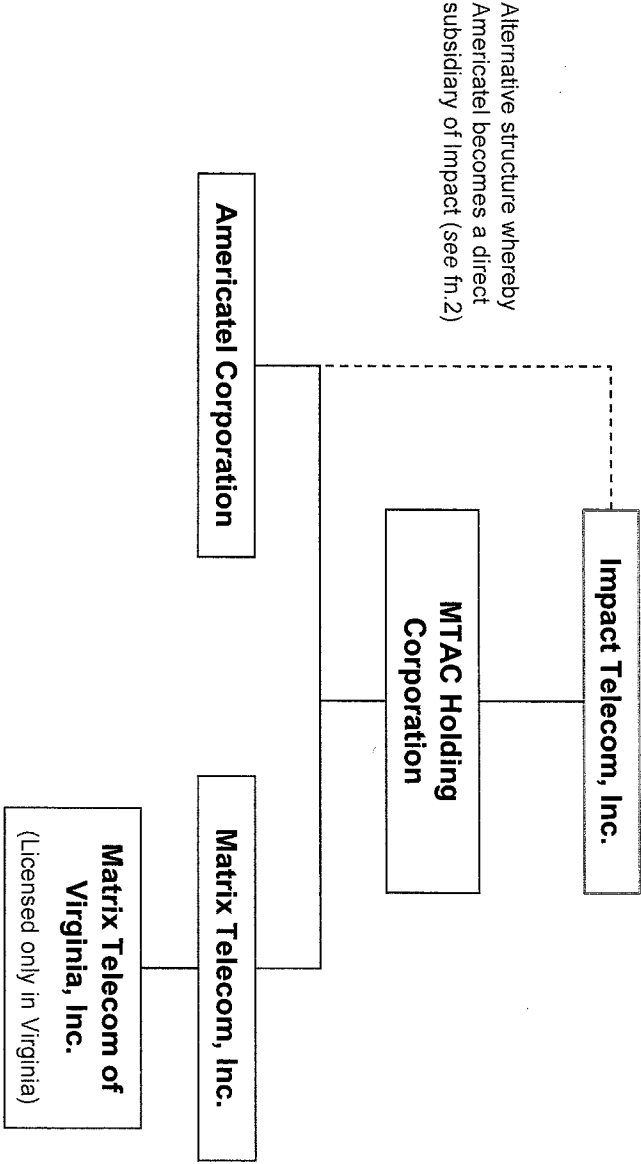 Impact Telecom, Inc.
MTAC Holding
Corporation
Alternative structure whereby
Americatel becomes a direct
subsidiary of Impact (see fn.2)
Americatel Corporation
Matrix Telecom, Inc.
Matrix Telecom of
Virginia, Inc.
(Licensed only in Virginia)